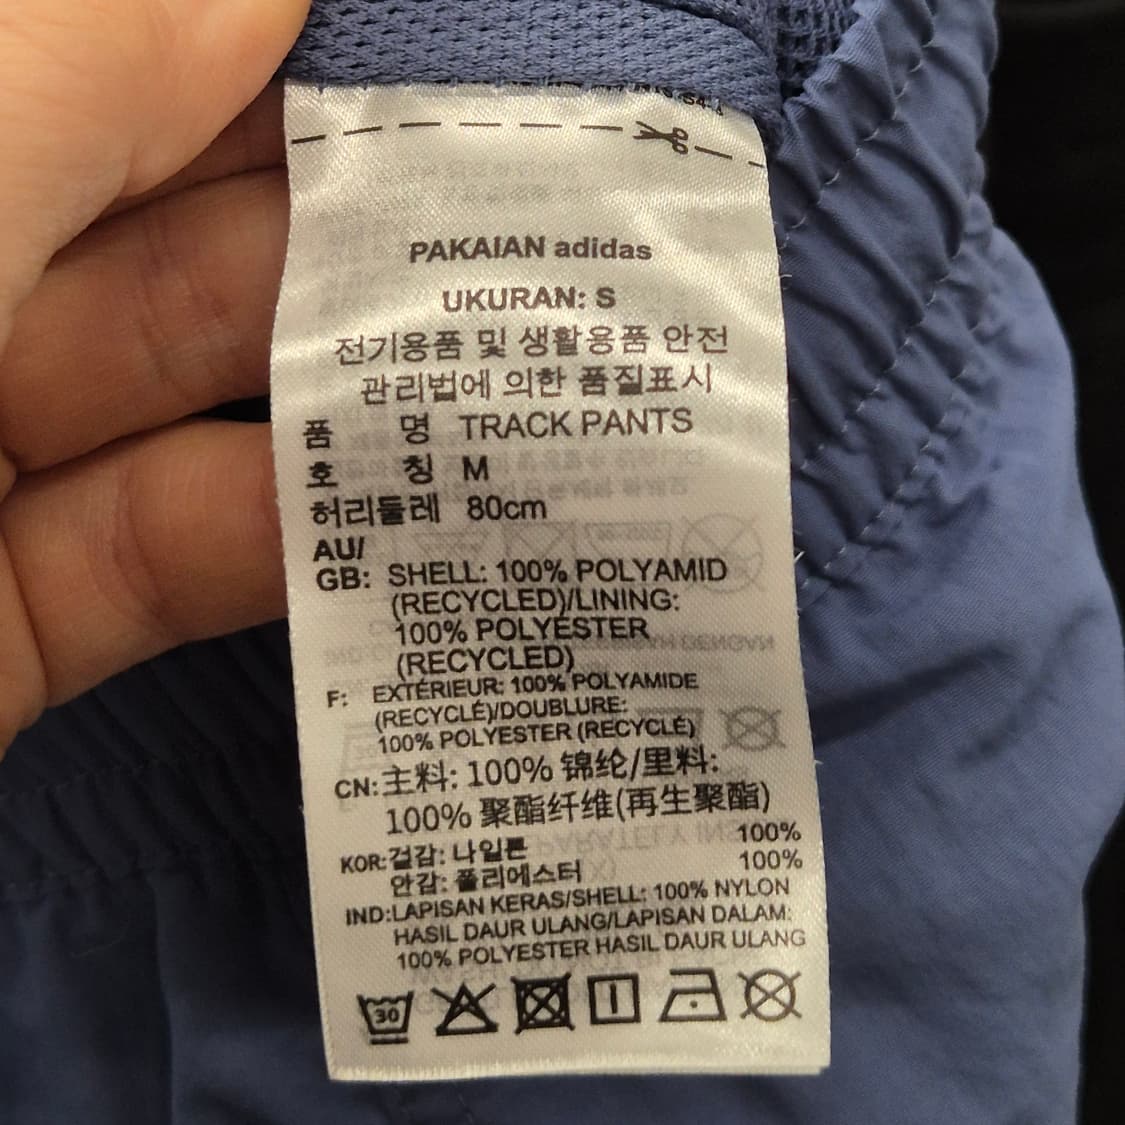 PAKAIAN adidas
UKURAN: S
전기용품 및 생활용품 안전
관리법에 의한 품질표시
품 명 TRACK PANTS
호 칭 M
허리둘레 80cm
AU/
GB: SHELL: 100% POLYAMID
(RECYCLED)/LINING:
100% POLYESTER
(RECYCLED)
F: EXTÉRIEUR: 100% POLYAMIDE
(RECYCLÉ)/DOUBLURE:
100% POLYESTER (RECYCLÉ)
CN: 主料: 100% 锦纶/里料:
100% 聚酯纤维(再生聚酯)
KOR: 겉감: 나일론 100%
안감: 폴리에스터 100%
IND: LAPISAN KERAS/SHELL: 100% NYLON
HASIL DAUR ULANG/LAPISAN DALAM:
100% POLYESTER HASIL DAUR ULANG
30